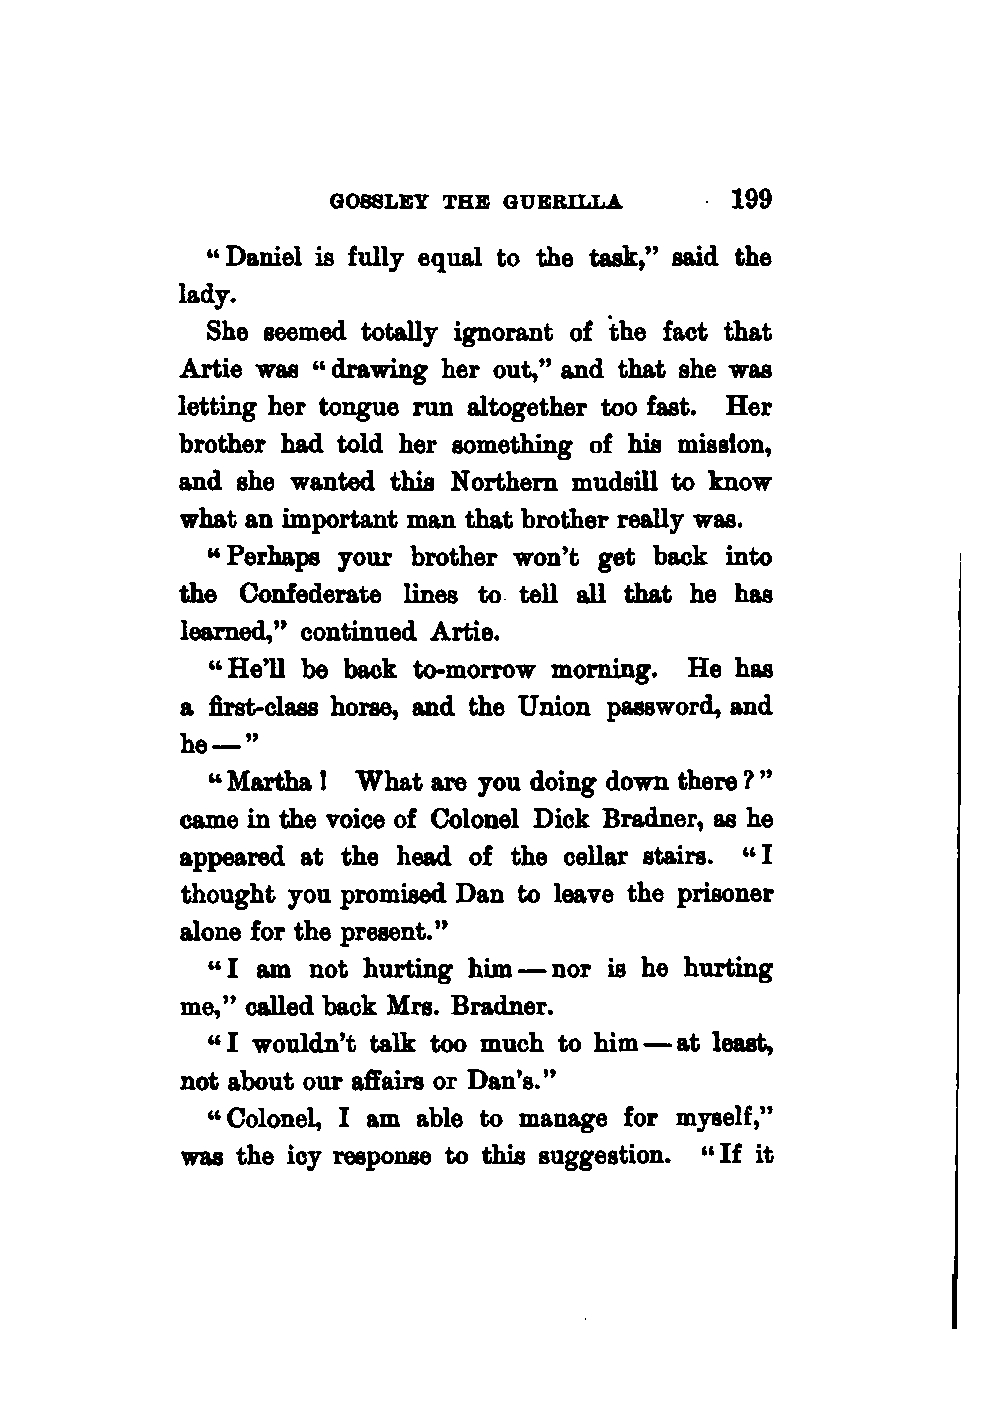 GOSSLEY THE GUERILLA 199
“Daniel is fully equal to the task,” said the
lady.
She seemed totally ignorant of the fact that
Artie was “drawing her out,” and that she was
letting her tongue run altogether too fast. Her
brother had told her something of his mission,
and she wanted this Northern mudsill to know
what an important man that brother really was.
“Perhaps your brother won’t get back into
the Confederate lines to tell all that he has
learned,” continued Artie.
“He’ll be back to-morrow morning. He has
a first-class horse, and the Union password, and
he—”
“Martha! What are you doing down there?”
came in the voice of Colonel Dick Bradner, as he
appeared at the head of the cellar stairs. “I
thought you promised Dan to leave the prisoner
alone for the present.”
“I am not hurting him—nor is he hurting
me,” called back Mrs. Bradner.
“I wouldn’t talk too much to him—at least,
not about our affairs or Dan’s.”
“Colonel, I am able to manage for myself,”
was the icy response to this suggestion. “If it